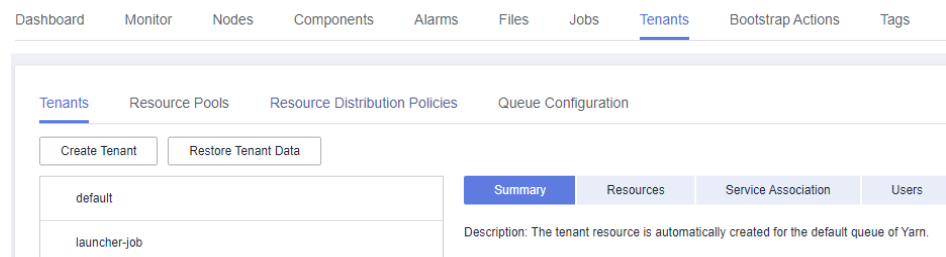 Dashboard Monitor Nodes Components Alarms Files Jobs Tenants Bootstrap Actions Tags
Tenants Resource Pools Resource Distribution Policies Queue Configuration
Create Tenant Restore Tenant Data
default
Summary Resources Service Association Users
Description: The tenant resource is automatically created for the default queue of Yarn.
launcher-job